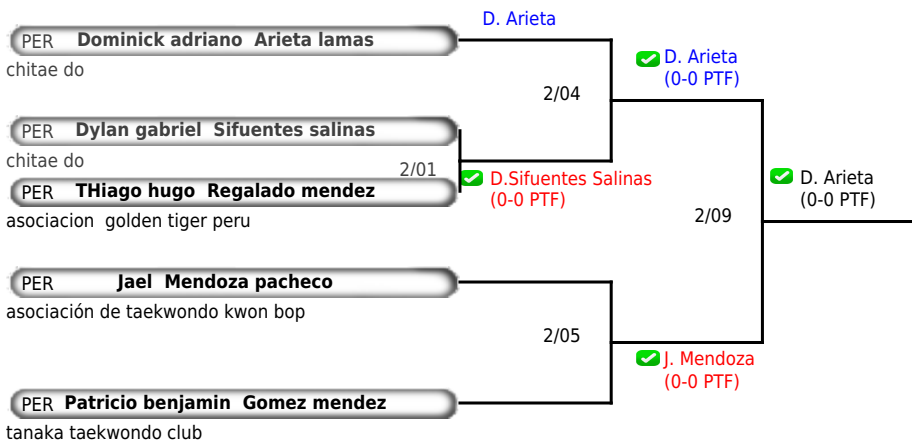 D. Arieta
PER Dominick adriano Arieta lamas
chitae do
D. Arieta
(0-0 PTF)
2/04
PER Dylan gabriel Sifuentes salinas
chitae do
2/01
D.Sifuentes Salinas
(0-0 PTF)
PER THiago hugo Regalado mendez
asociacion golden tiger peru
D. Arieta
(0-0 PTF)
2/09
PER Jael Mendoza pacheco
asociación de taekwondo kwon bop
2/05
J. Mendoza
(0-0 PTF)
PER Patricio benjamin Gomez mendez
tanaka taekwondo club